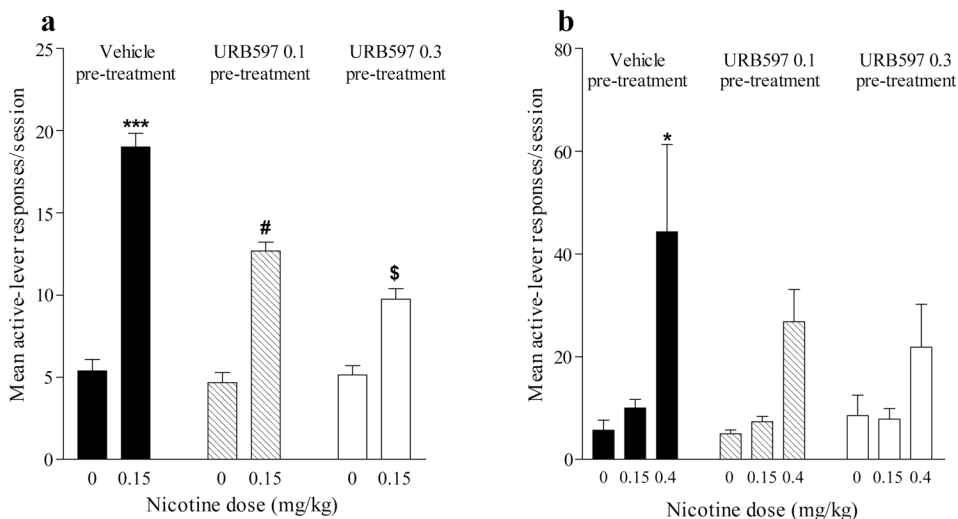 a
Vehicle
pre-treatment
URB597 0.1
pre-treatment
URB597 0.3
pre-treatment
Mean active-lever responses/session
25
20
15
10
5
0
***
#
$
0 0.15 0 0.15 0 0.15
Nicotine dose (mg/kg)
b
Vehicle
pre-treatment
URB597 0.1
pre-treatment
URB597 0.3
pre-treatment
Mean active-lever responses/session
80
60
40
20
0
*
0 0.15 0.4 0 0.15 0.4 0 0.15 0.4
Nicotine dose (mg/kg)